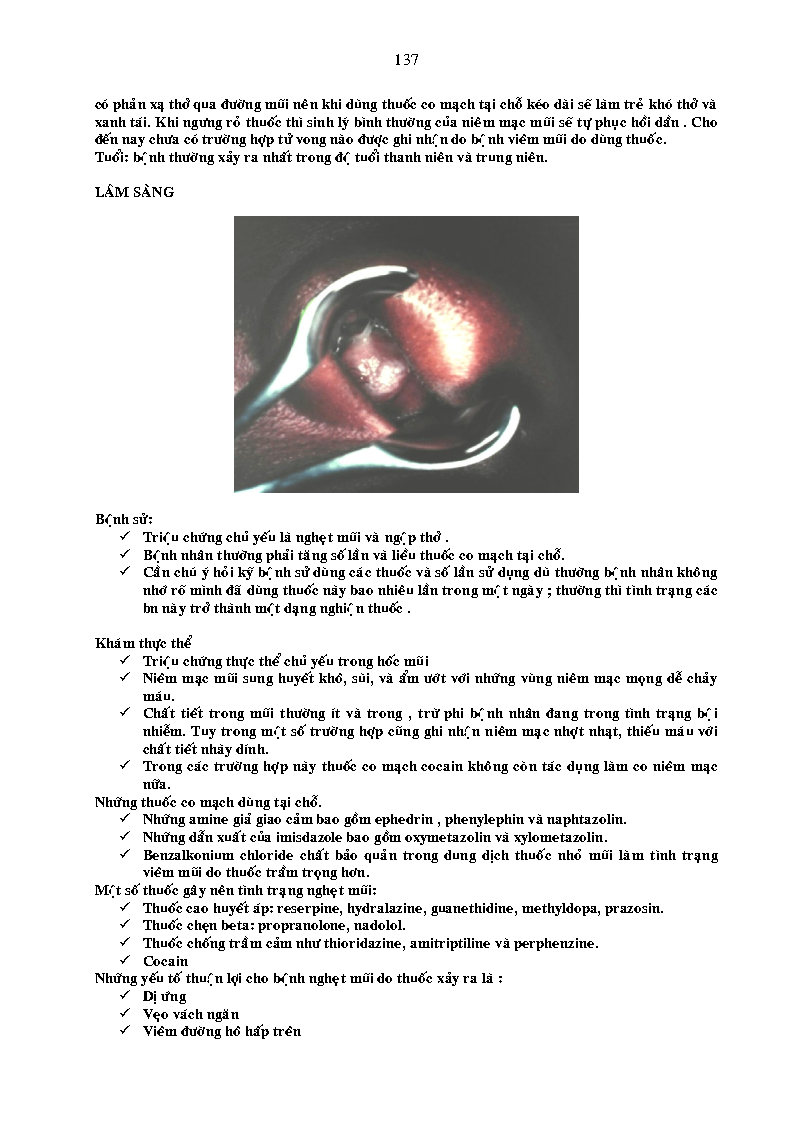 137
có phản xạ thở qua đường mũi nên khi dùng thuốc co mạch tại chỗ kéo dài sẽ làm trẻ khó thở và
xanh tái. Khi ngưng rỏ thuốc thì sinh lý bình thường của niêm mạc mũi sẽ tự phục hồi dần . Cho
đến nay chưa có trường hợp tử vong nào được ghi nhận do bệnh viêm mũi do dùng thuốc.
Tuổi: bệnh thường xảy ra nhất trong độ tuổi thanh niên và trung niên.
LÂM SÀNG
Bệnh sử:
✓ Triệu chứng chủ yếu là nghẹt mũi và ngộp thở .
✓ Bệnh nhân thường phải tăng số lần và liều thuốc co mạch tại chỗ.
✓ Cần chú ý hỏi kỹ bệnh sử dùng các thuốc và số lần sử dụng dù thường bệnh nhân không
nhớ rõ mình đã dùng thuốc này bao nhiêu lần trong một ngày ; thường thì tình trạng các
bn này trở thành một dạng nghiện thuốc .
Khám thực thể
✓ Triệu chứng thực thể chủ yếu trong hốc mũi
✓ Niêm mạc mũi sung huyết khô, sùi, và ẩm ướt với những vùng niêm mạc mọng dễ chảy
máu.
✓ Chất tiết trong mũi thường ít và trong , trừ phi bệnh nhân đang trong tình trạng bội
nhiễm. Tuy trong một số trường hợp cũng ghi nhận niêm mạc nhợt nhạt, thiếu máu với
chất tiết nhày dính.
✓ Trong các trường hợp này thuốc co mạch cocain không còn tác dụng làm co niêm mạc
nữa.
Những thuốc co mạch dùng tại chỗ.
✓ Những amine giả giao cảm bao gồm ephedrin , phenylephin và naphtazolin.
✓ Những dẫn xuất của imisdazole bao gồm oxymetazolin và xylometazolin.
✓ Benzalkonium chloride chất bảo quản trong dung dịch thuốc nhỏ mũi làm tình trạng
viêm mũi do thuốc trầm trọng hơn.
Một số thuốc gây nên tình trạng nghẹt mũi:
✓ Thuốc cao huyết áp: reserpine, hydralazine, guanethidine, methyldopa, prazosin.
✓ Thuốc chẹn beta: propranolone, nadolol.
✓ Thuốc chống trầm cảm như thioridazine, amitriptiline và perphenzine.
✓ Cocain
Những yếu tố thuận lợi cho bệnh nghẹt mũi do thuốc xảy ra là :
✓ Dị ứng
✓ Vẹo vách ngăn
✓ Viêm đường hô hấp trên